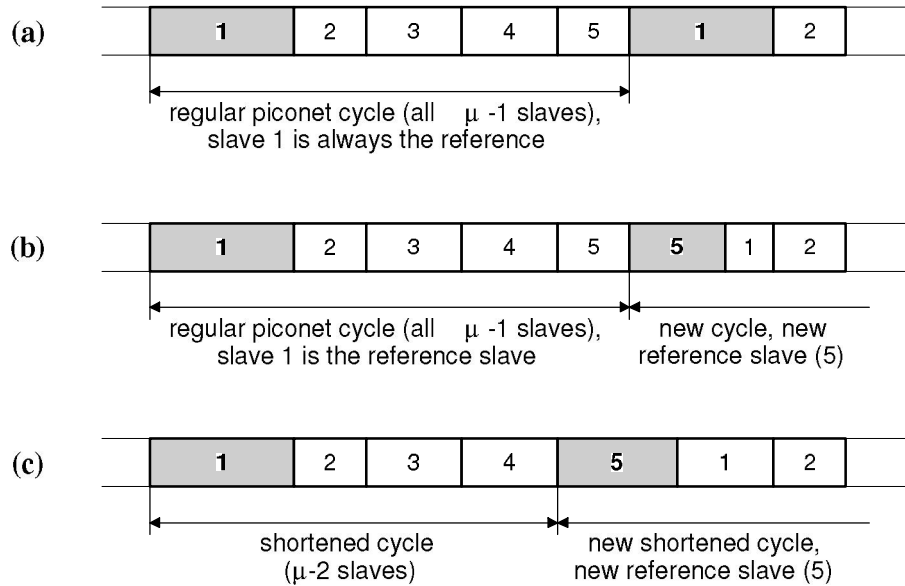 (a) 1 2 3 4 5 1 2
regular piconet cycle (all μ -1 slaves),
slave 1 is always the reference
(b) 1 2 3 4 5 5 1 2
regular piconet cycle (all μ -1 slaves),
slave 1 is the reference slave
new cycle, new
reference slave (5)
(c) 1 2 3 4 5 1 2
shortened cycle
(μ-2 slaves)
new shortened cycle,
new reference slave (5)